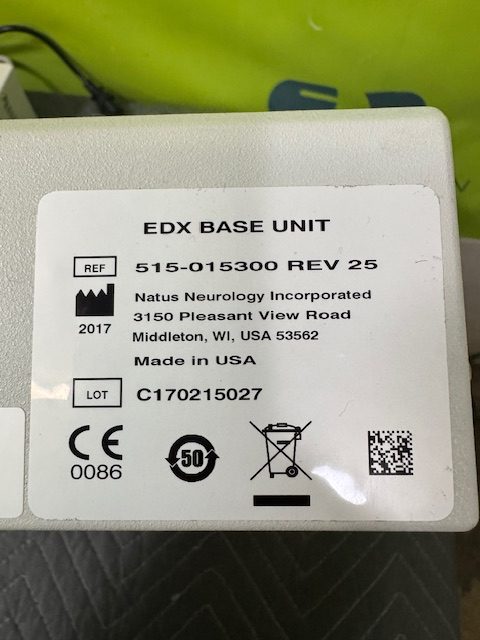 EDX BASE UNIT
REF 515-015300 REV 25
Natus Neurology Incorporated
3150 Pleasant View Road
2017
Middleton, WI, USA 53562
Made in USA
LOT C170215027
CE
0086
50